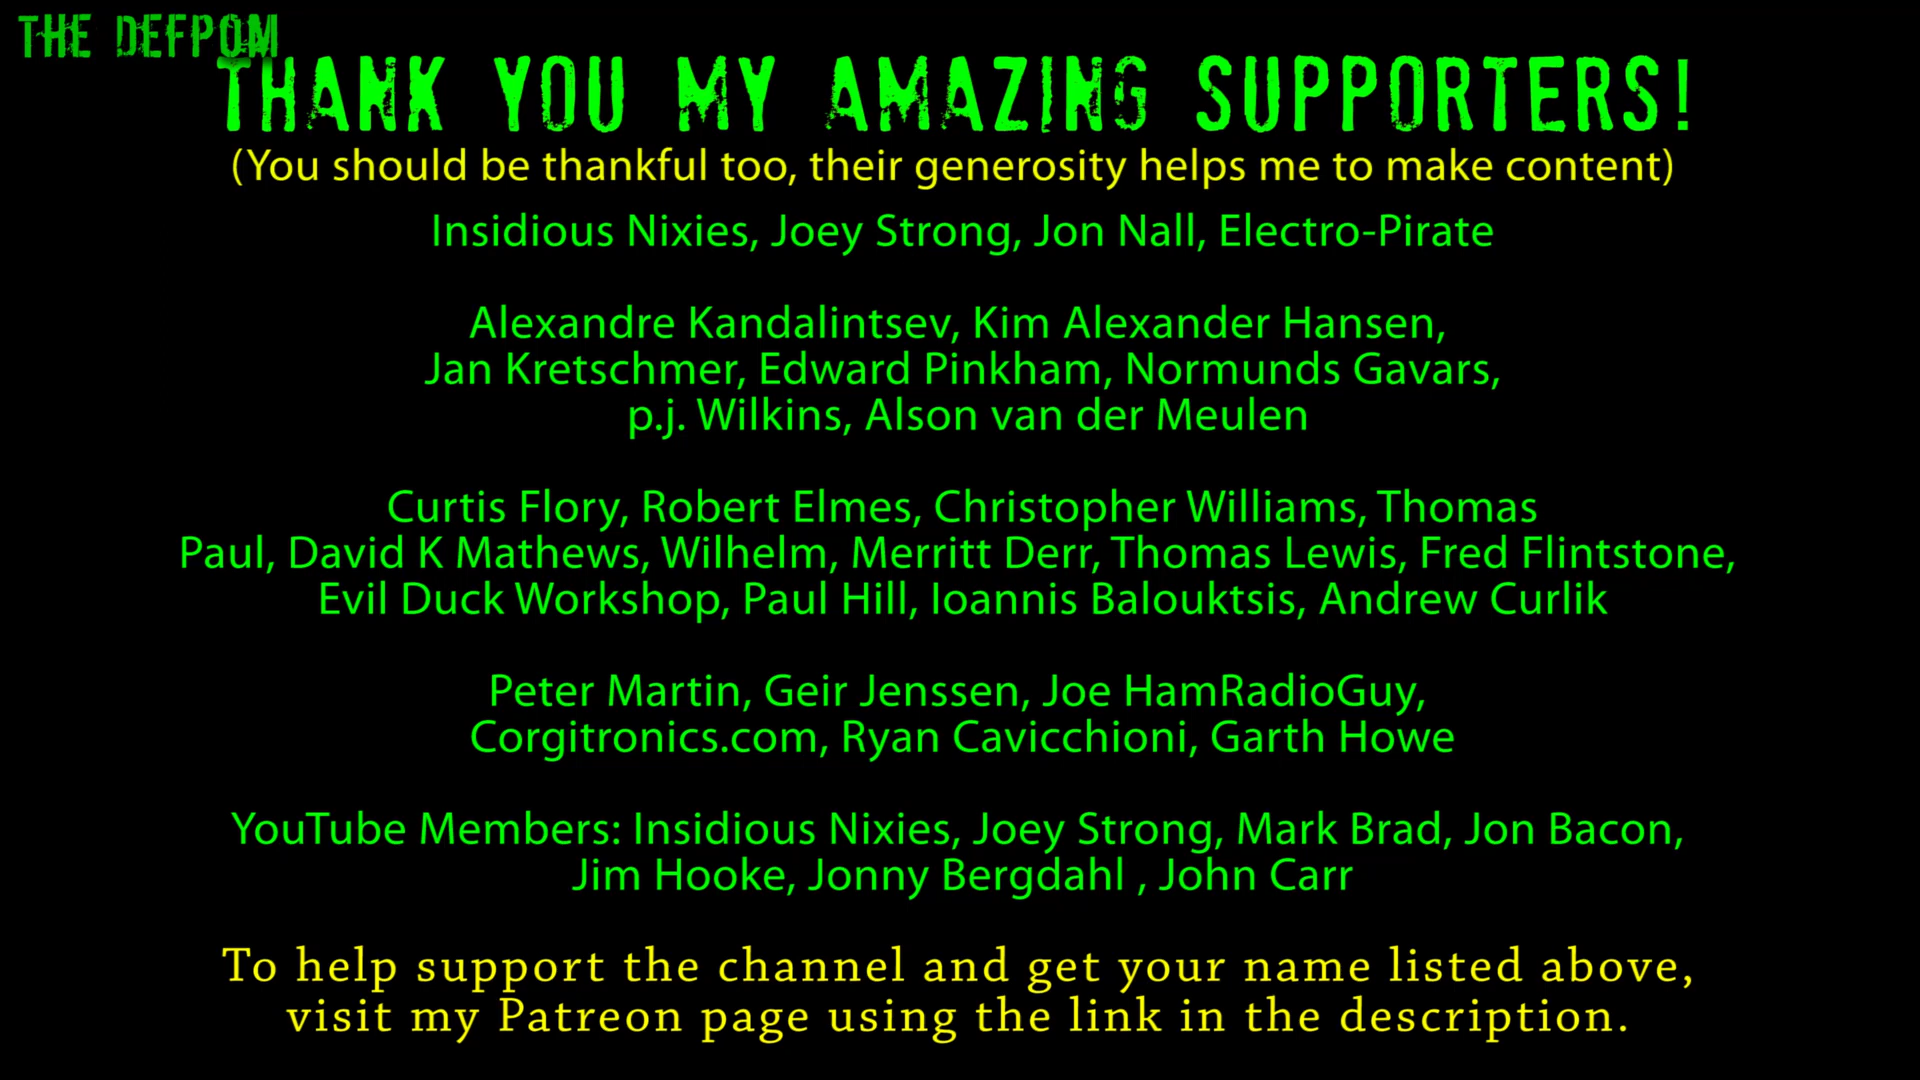 THE DEFPOM
THANK YOU MY AMAZING SUPPORTERS!
(You should be thankful too, their generosity helps me to make content)
Insidious Nixies, Joey Strong, Jon Nall, Electro-Pirate
Alexandre Kandalintsev, Kim Alexander Hansen,
Jan Kretschmer, Edward Pinkham, Normunds Gavars,
p.j. Wilkins, Alson van der Meulen
Curtis Flory, Robert Elmes, Christopher Williams, Thomas
Paul, David K Mathews, Wilhelm, Merritt Derr, Thomas Lewis, Fred Flintstone,
Evil Duck Workshop, Paul Hill, Ioannis Balouktsis, Andrew Curlik
Peter Martin, Geir Jenssen, Joe HamRadioGuy,
Corgitronics.com, Ryan Cavicchioni, Garth Howe
YouTube Members: Insidious Nixies, Joey Strong, Mark Brad, Jon Bacon,
Jim Hooke, Jonny Bergdahl , John Carr
To help support the channel and get your name listed above,
visit my Patreon page using the link in the description.